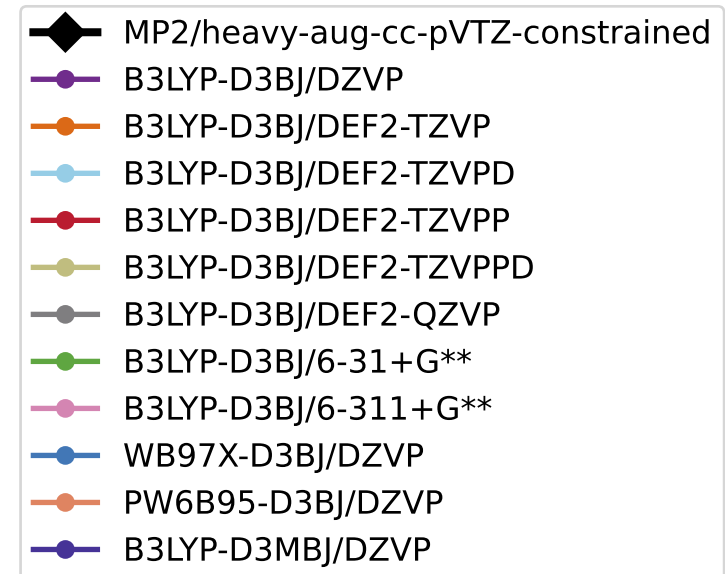 MP2/heavy-aug-cc-pVTZ-constrained
B3LYP-D3BJ/DZVP
B3LYP-D3BJ/DEF2-TZVP
B3LYP-D3BJ/DEF2-TZVPD
B3LYP-D3BJ/DEF2-TZVPP
B3LYP-D3BJ/DEF2-TZVPPD
B3LYP-D3BJ/DEF2-QZVP
B3LYP-D3BJ/6-31+G**
B3LYP-D3BJ/6-311+G**
WB97X-D3BJ/DZVP
PW6B95-D3BJ/DZVP
B3LYP-D3MBJ/DZVP